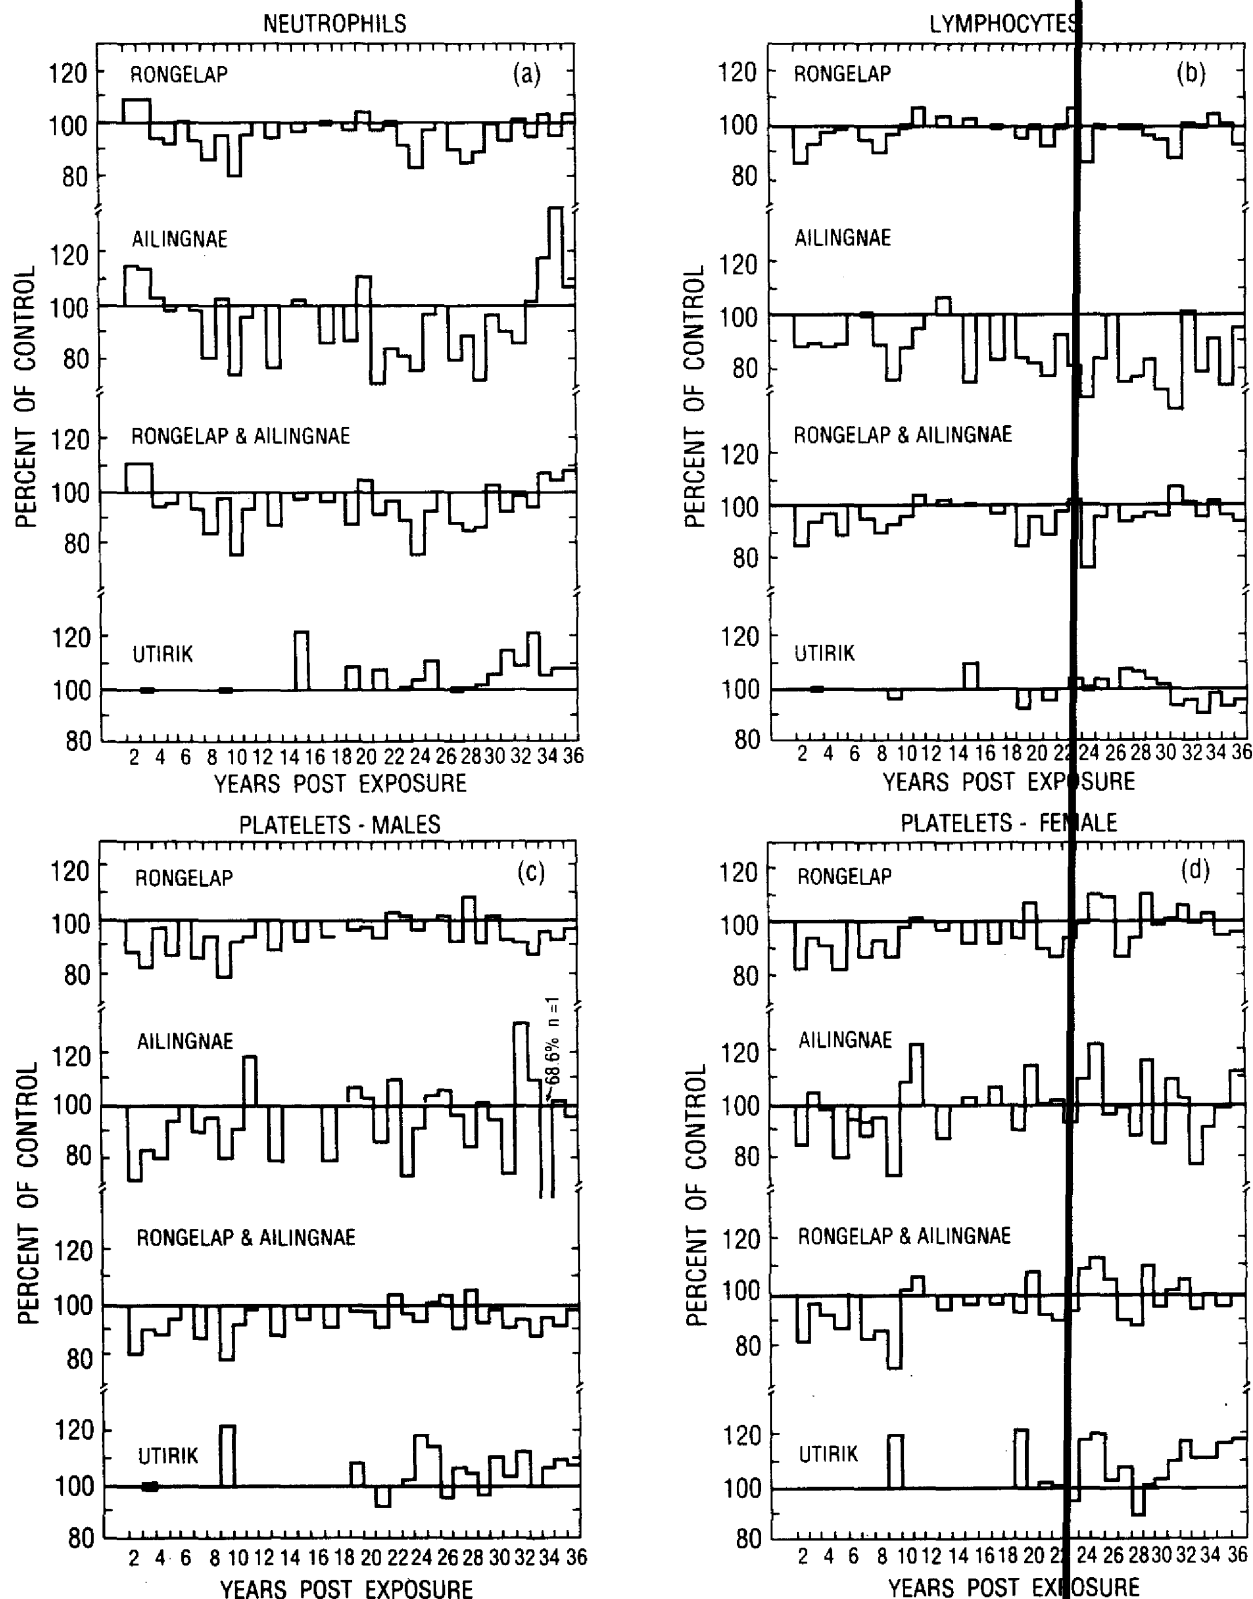 NEUTROPHILS
(a)
RONGELAP
120
100
80
AILINGNAE
120
100
80
RONGELAP & AILINGNAE
120
100
80
UTIRIK
120
100
80
PERCENT OF CONTROL
2 4 6 8 10 12 14 16 18 20 22 24 26 28 30 32 34 36
YEARS POST EXPOSURE
LYMPHOCYTES
(b)
RONGELAP
120
100
80
AILINGNAE
120
100
80
RONGELAP & AILINGNAE
120
100
80
UTIRIK
120
100
80
PERCENT OF CONTROL
2 4 6 8 10 12 14 16 18 20 22 24 26 28 30 32 34 36
YEARS POST EXPOSURE
PLATELETS - MALES
(c)
RONGELAP
120
100
80
AILINGNAE
120
100
80
68.6% n =1
RONGELAP & AILINGNAE
120
100
80
UTIRIK
120
100
80
PERCENT OF CONTROL
2 4 6 8 10 12 14 16 18 20 22 24 26 28 30 32 34 36
YEARS POST EXPOSURE
PLATELETS - FEMALE
(d)
RONGELAP
120
100
80
AILINGNAE
120
100
80
RONGELAP & AILINGNAE
120
100
80
UTIRIK
120
100
80
PERCENT OF CONTROL
2 4 6 8 10 12 14 16 18 20 22 24 26 28 30 32 34 36
YEARS POST EXPOSURE